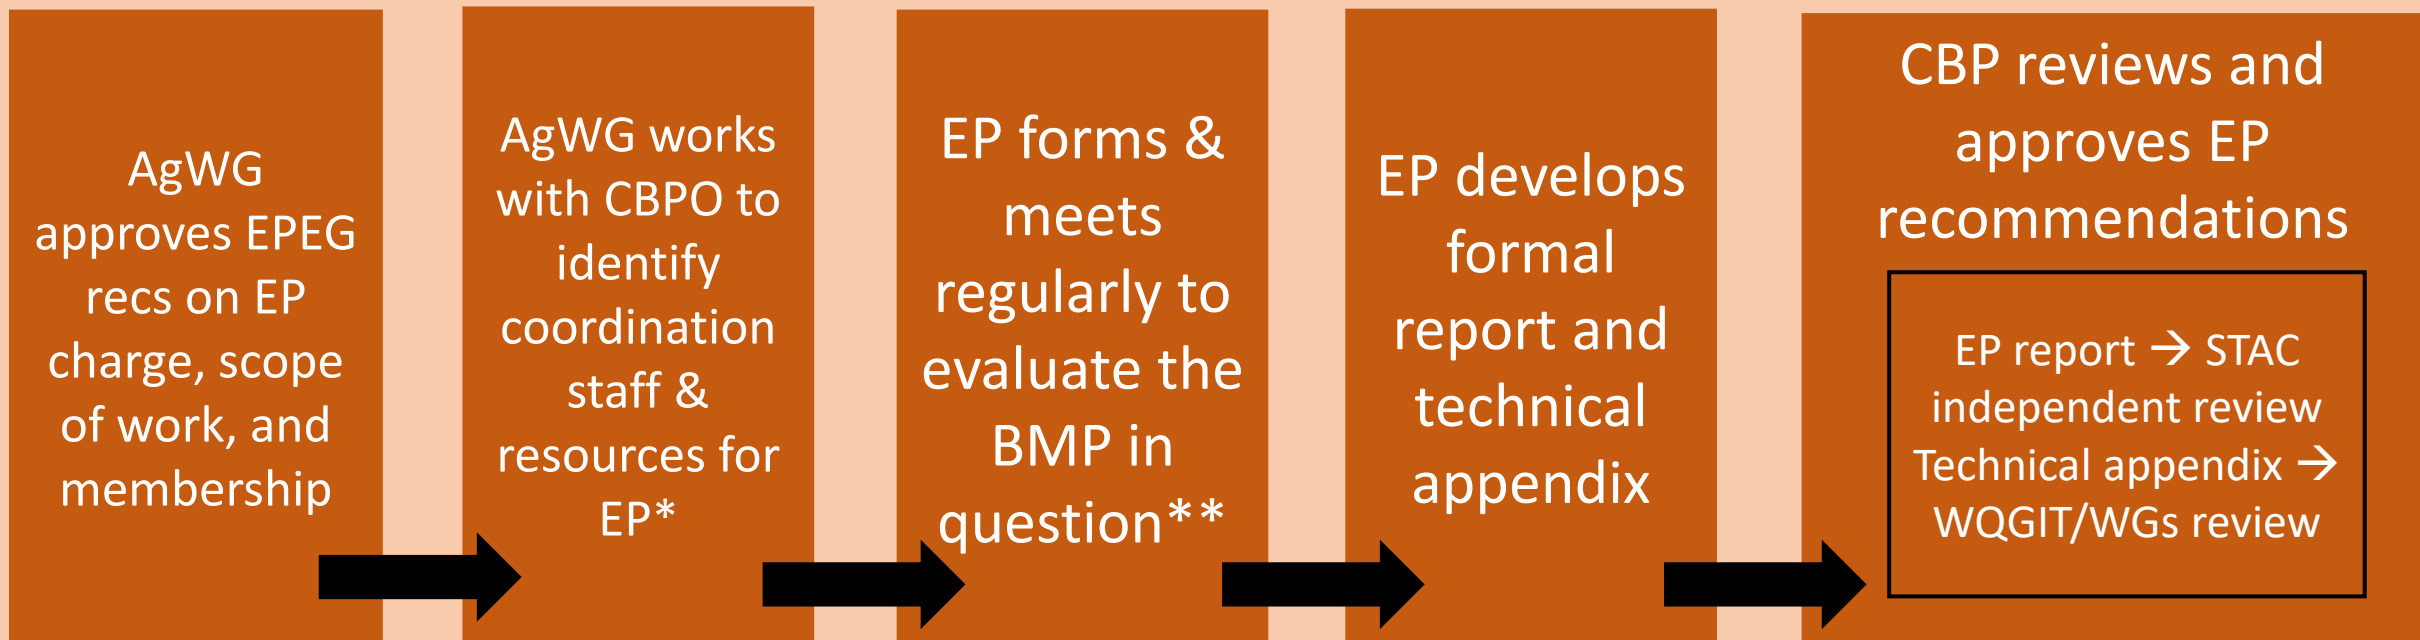 AgWG
approves EPEG
recs on EP
charge, scope
of work, and
membership
AgWG works
with CBPO to
identify
coordination
staff &
resources for
EP*
EP forms &
meets
regularly to
evaluate the
BMP in
question**
EP develops
formal
report and
technical
appendix
CBP reviews and
approves EP
recommendations
EP report → STAC
independent review
Technical appendix →
WQGIT/WGs review